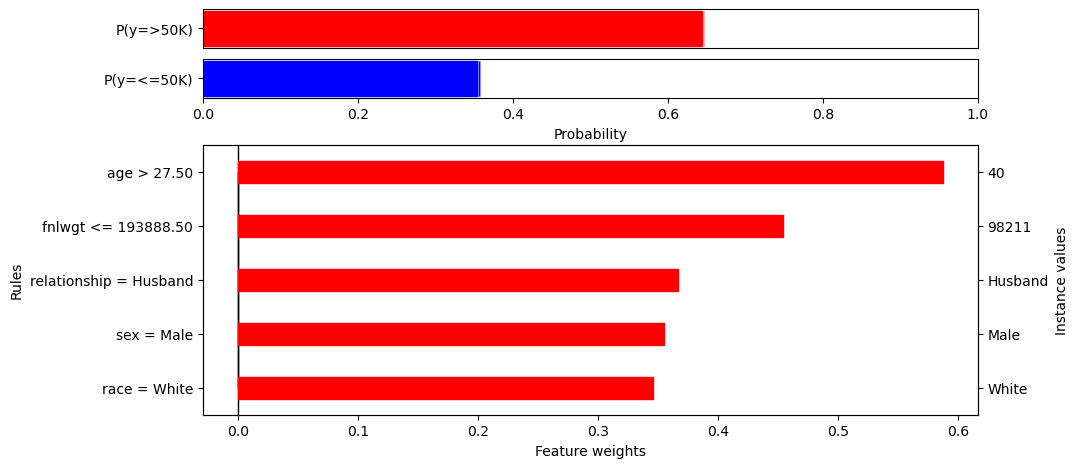 P(y=>50K)
P(y=<=50K)
0.0 0.2 0.4 0.6 0.8 1.0
Probability
Rules
age > 27.50 40
fnlwgt <= 193888.50 98211
relationship = Husband Husband
sex = Male Male
race = White White
Instance values
0.0 0.1 0.2 0.3 0.4 0.5 0.6
Feature weights